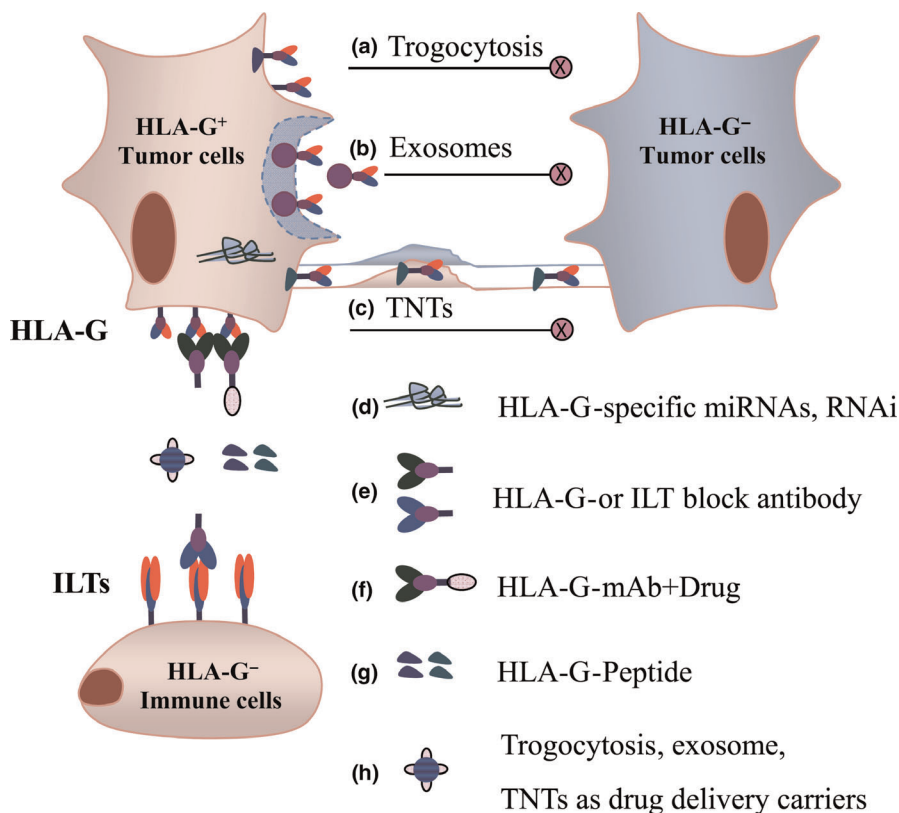 (a) Trogocytosis
X
HLA-G⁺
Tumor cells
(b) Exosomes
X
HLA-G⁻
Tumor cells
(c) TNTs
X
HLA-G
(d) HLA-G-specific miRNAs, RNAi
(e) HLA-G-or ILT block antibody
ILTs
(f) HLA-G-mAb+Drug
HLA-G⁻
Immune cells
(g) HLA-G-Peptide
(h) Trogocytosis, exosome,
TNTs as drug delivery carriers